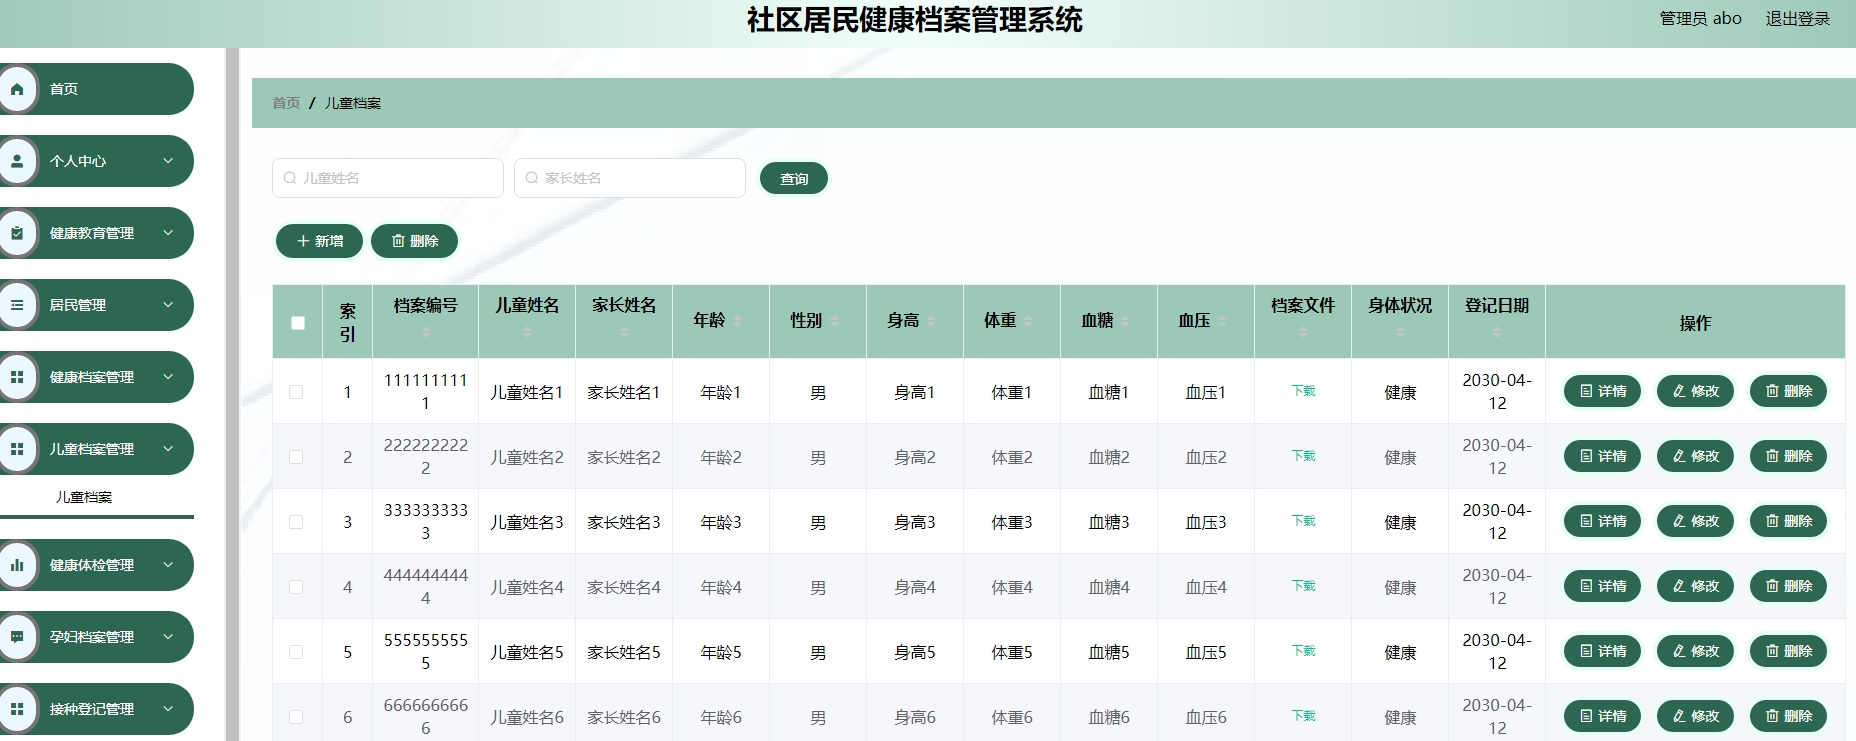 社区居民健康档案管理系统
管理员 abo 退出登录
首页
个人中心
健康教育管理
居民管理
健康档案管理
儿童档案管理
儿童档案
健康体检管理
孕妇档案管理
接种登记管理
首页 / 儿童档案
儿童姓名 家长姓名 查询
新增 删除
索引 档案编号 儿童姓名 家长姓名 年龄 性别 身高 体重 血糖 血压 档案文件 身体状况 登记日期 操作
1 1111111111 儿童姓名1 家长姓名1 年龄1 男 身高1 体重1 血糖1 血压1 下载 健康 2030-04-12 详情 修改 删除
2 2222222222 儿童姓名2 家长姓名2 年龄2 男 身高2 体重2 血糖2 血压2 下载 健康 2030-04-12 详情 修改 删除
3 3333333333 儿童姓名3 家长姓名3 年龄3 男 身高3 体重3 血糖3 血压3 下载 健康 2030-04-12 详情 修改 删除
4 4444444444 儿童姓名4 家长姓名4 年龄4 男 身高4 体重4 血糖4 血压4 下载 健康 2030-04-12 详情 修改 删除
5 5555555555 儿童姓名5 家长姓名5 年龄5 男 身高5 体重5 血糖5 血压5 下载 健康 2030-04-12 详情 修改 删除
6 6666666666 儿童姓名6 家长姓名6 年龄6 男 身高6 体重6 血糖6 血压6 下载 健康 2030-04-12 详情 修改 删除